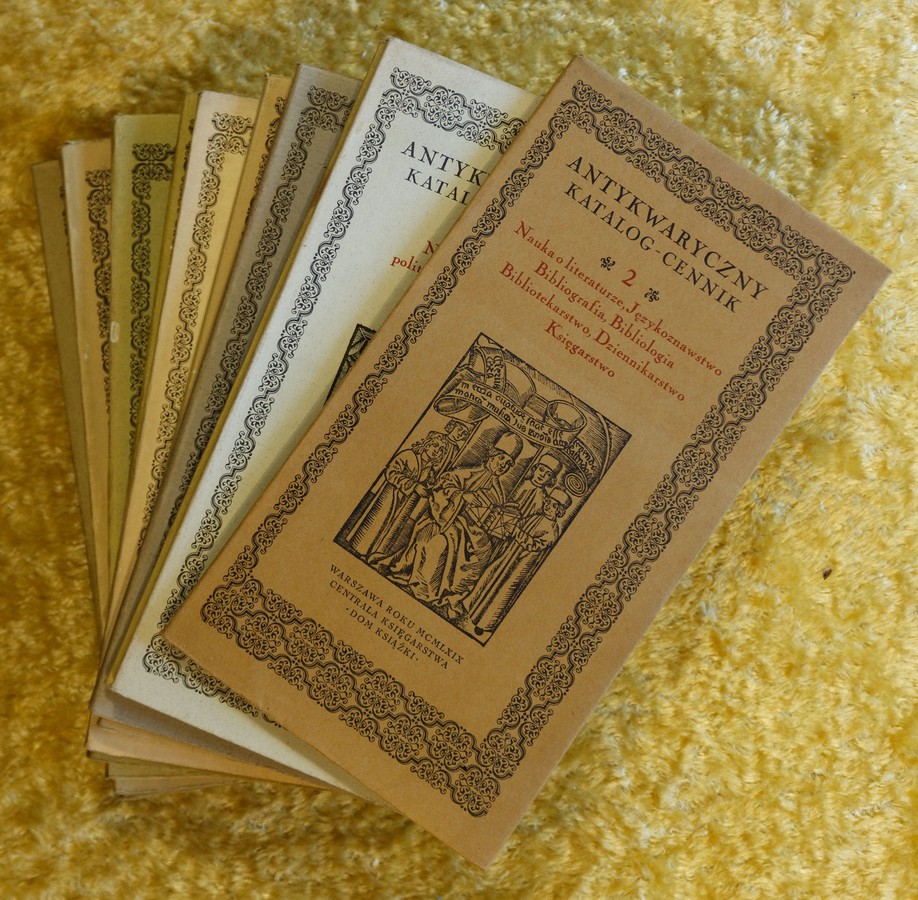 ANTYKWARYCZNY
KATALOG-CENNIK
2
Nauka o literaturze, Językoznawstwo
Bibliografia, Bibliologia
Bibliotekarstwo, Dziennikarstwo
Księgarstwo
WARSZAWA ROKU MCMLXIX
CENTRALA KSIĘGARSTWA
·DOM KSIĄŻKI·
ANTYK
KATAL
N
polit